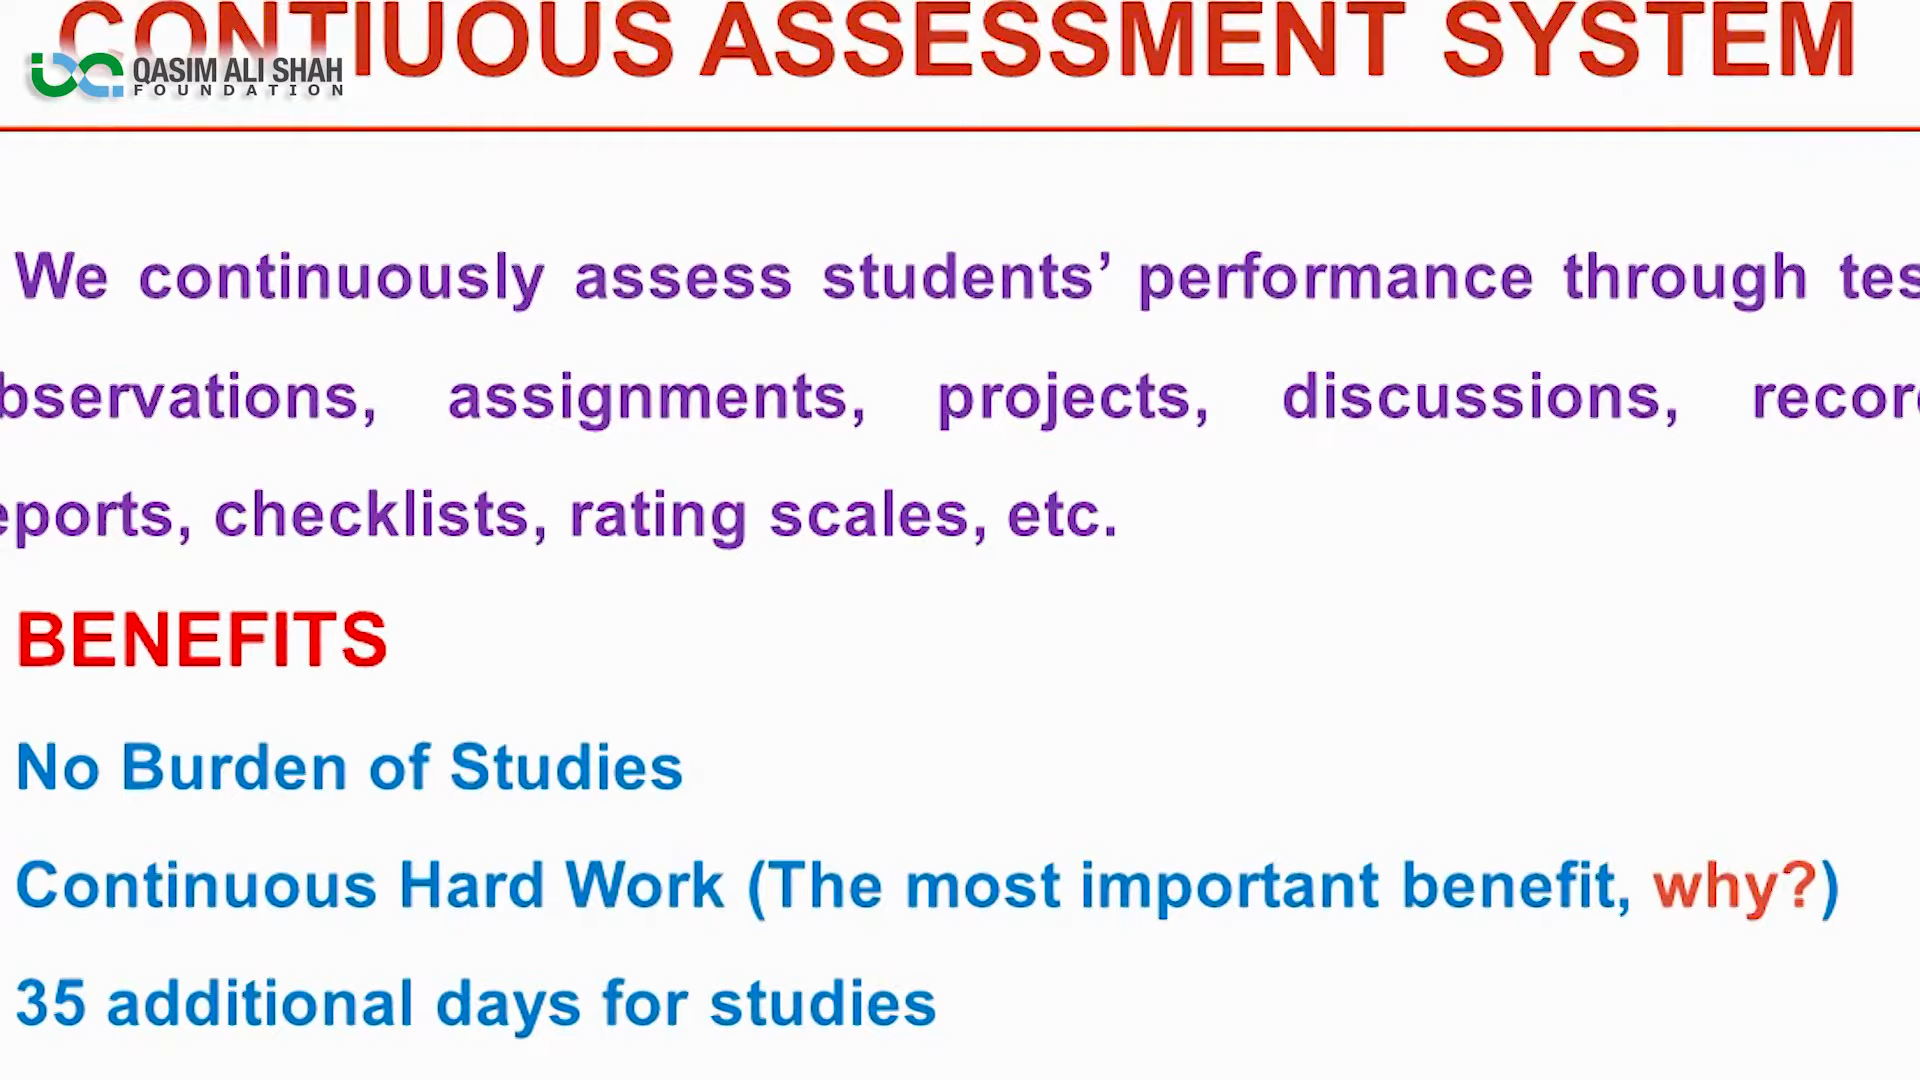 CONTIUOUS ASSESSMENT SYSTEM
QASIM ALI SHAH
FOUNDATION
We continuously assess students’ performance through tes
bservations, assignments, projects, discussions, recor
eports, checklists, rating scales, etc.
BENEFITS
No Burden of Studies
Continuous Hard Work (The most important benefit, why?)
35 additional days for studies